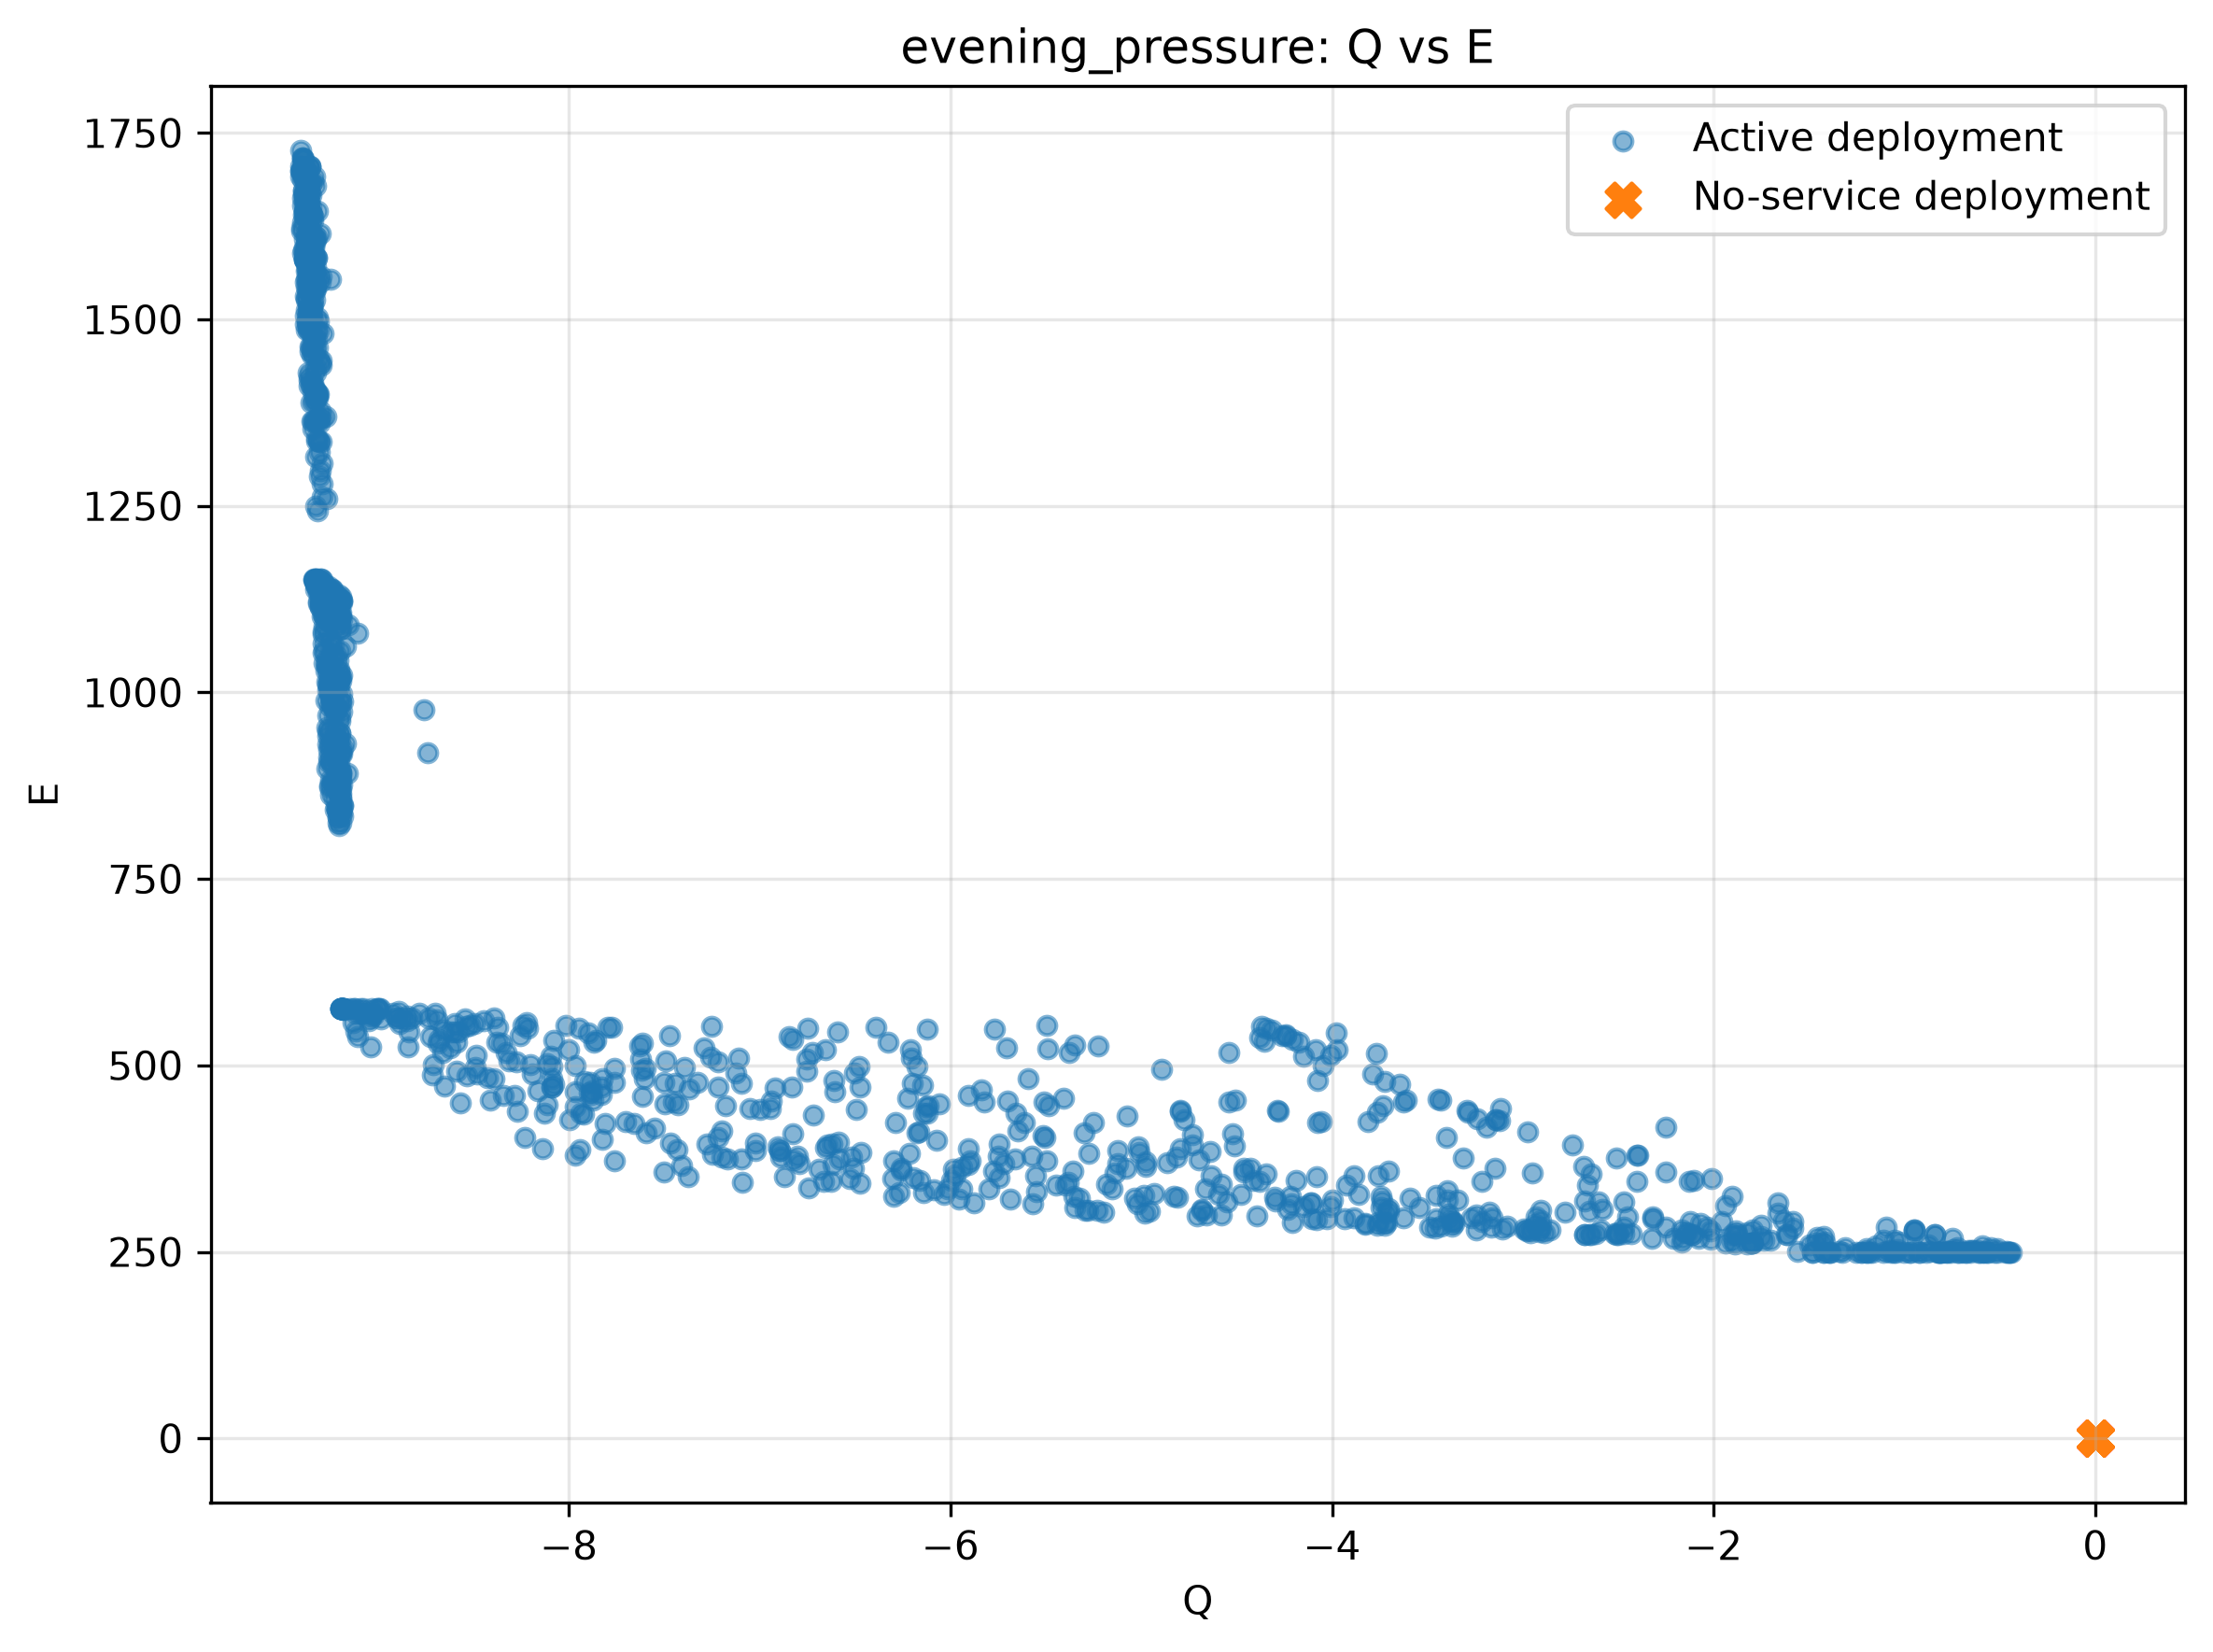 evening_pressure: Q vs E
Active deployment
No-service deployment
1750
1500
1250
1000
750
500
250
0
E
−8
−6
−4
−2
0
Q